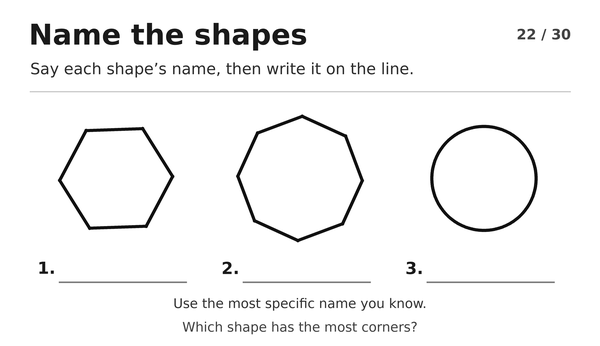 Name the shapes
22 / 30
Say each shape’s name, then write it on the line.
1.
2.
3.
Use the most specific name you know.
Which shape has the most corners?